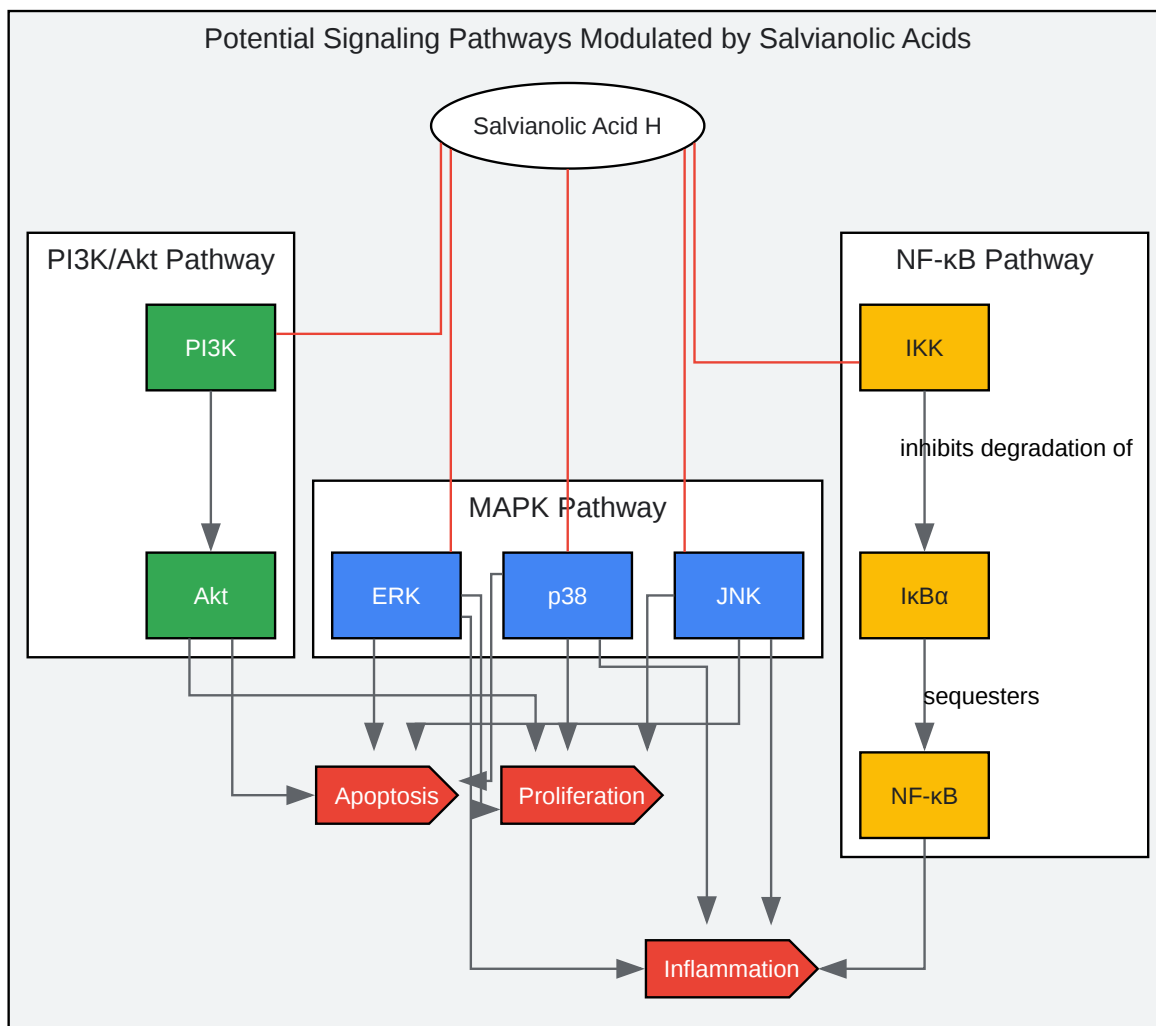 Potential Signaling Pathways Modulated by Salvianolic Acids
Salvianolic Acid H
PI3K/Akt Pathway
NF-κB Pathway
PI3K
IKK
inhibits degradation of
MAPK Pathway
Akt
ERK
p38
JNK
IκBα
sequesters
Apoptosis
Proliferation
NF-κB
Inflammation